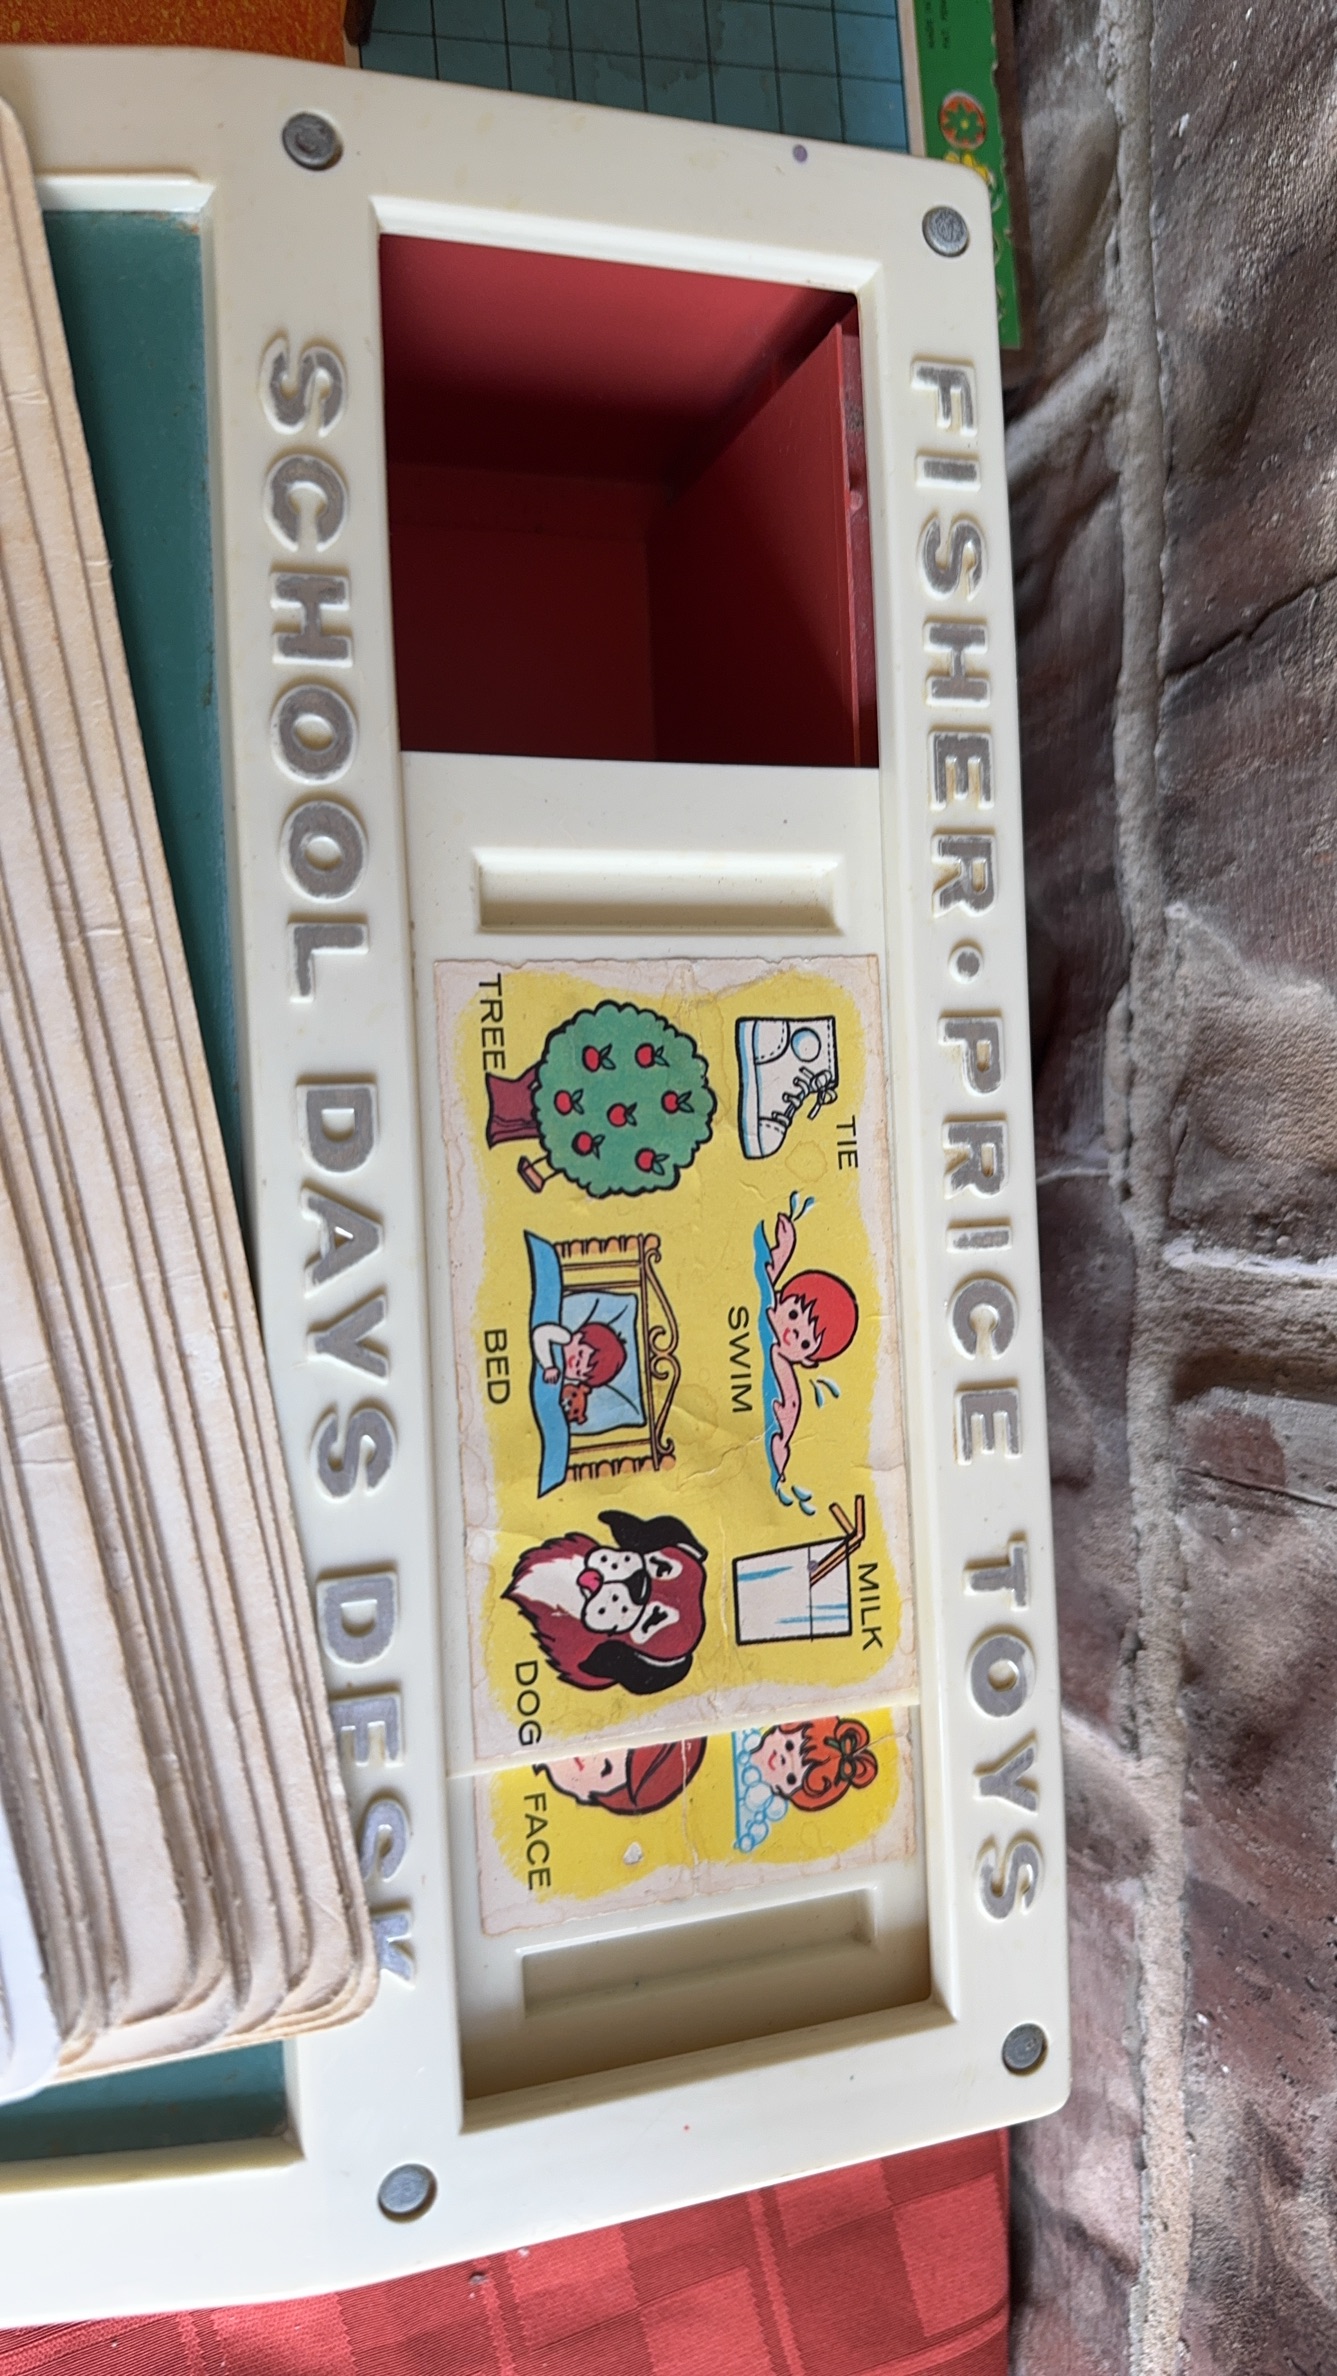 FISHER·PRICE TOYS
TIE
MILK
SWIM
TREE
BED
DOG
FACE
SCHOOL DAYS DESK